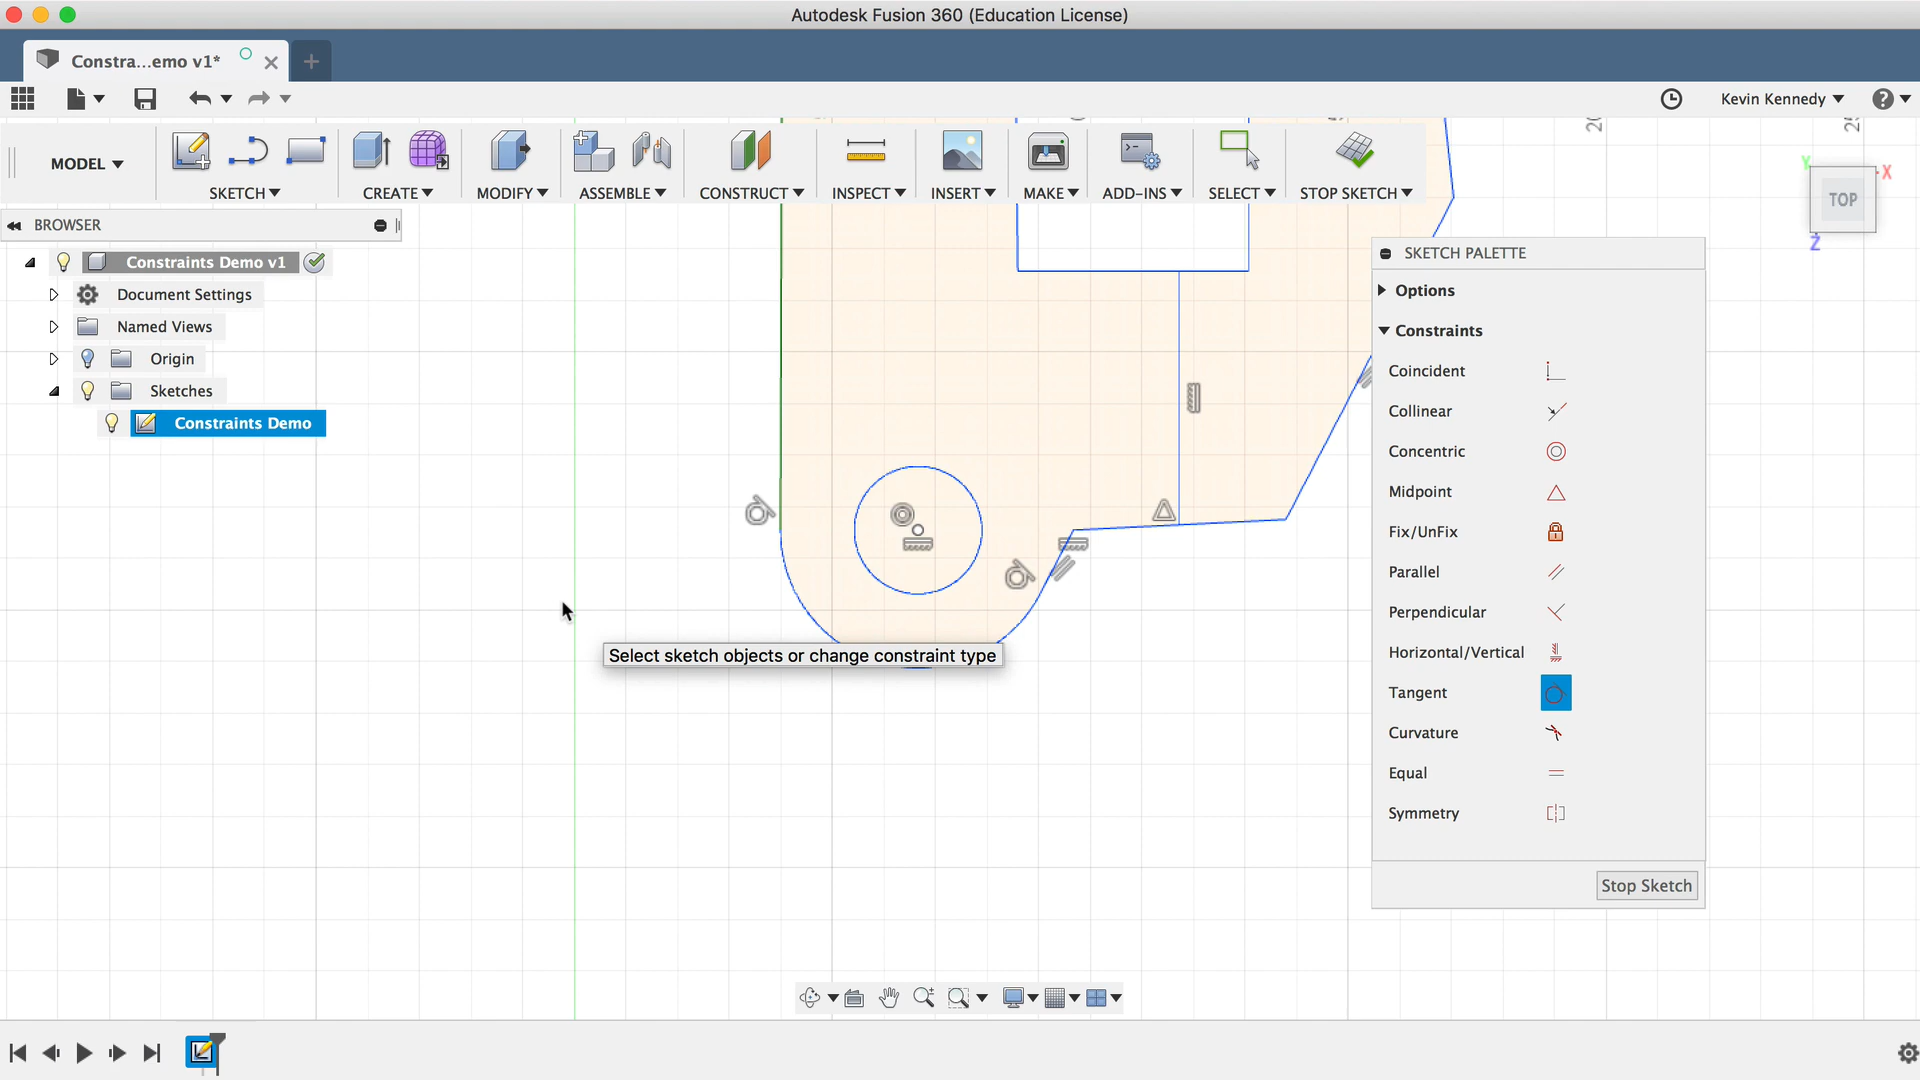 Autodesk Fusion 360 (Education License)
Constra...emo v1*
Kevin Kennedy
?
MODEL
SKETCH
CREATE
MODIFY
ASSEMBLE
CONSTRUCT
INSPECT
INSERT
MAKE
ADD-INS
SELECT
STOP SKETCH
Y
X
TOP
Z
BROWSER
Constraints Demo v1
Document Settings
Named Views
Origin
Sketches
Constraints Demo
SKETCH PALETTE
Options
Constraints
Coincident
Collinear
Concentric
Midpoint
Fix/UnFix
Parallel
Perpendicular
Horizontal/Vertical
Tangent
Curvature
Equal
Symmetry
Stop Sketch
Select sketch objects or change constraint type